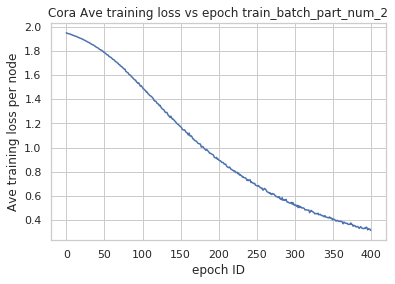 Cora Ave training loss vs epoch train_batch_part_num_2
Ave training loss per node
2.0
1.8
1.6
1.4
1.2
1.0
0.8
0.6
0.4
0 50 100 150 200 250 300 350 400
epoch ID